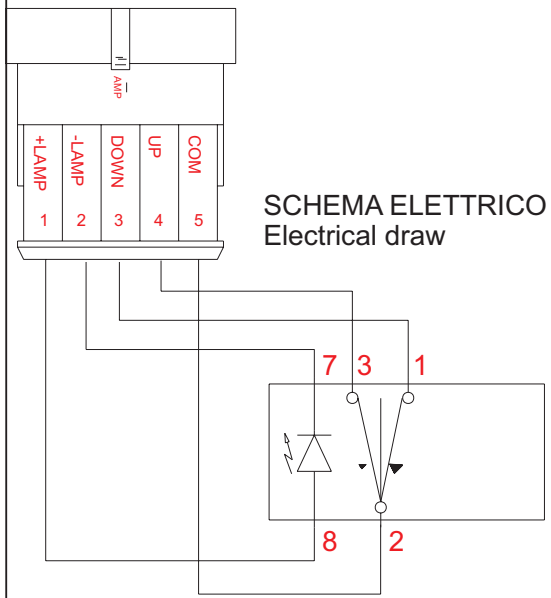 AMP
+LAMP -LAMP DOWN UP COM
1 2 3 4 5
SCHEMA ELETTRICO
Electrical draw
7 3 1
8 2